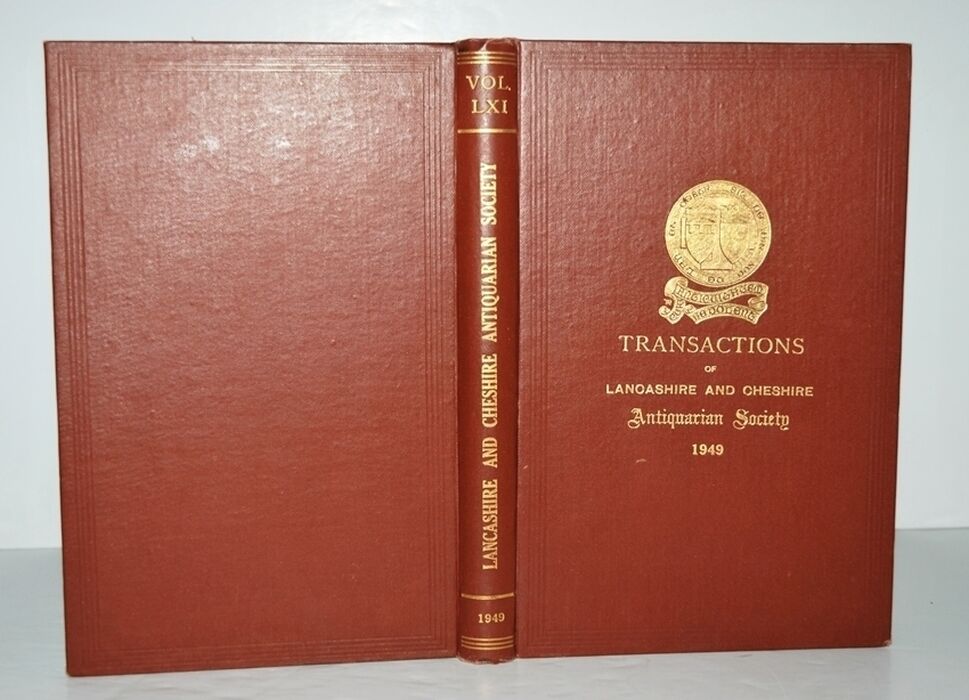 VOL.
LXI
LANCASHIRE AND CHESHIRE ANTIQUARIAN SOCIETY
1949
TRANSACTIONS
OF
LANCASHIRE AND CHESHIRE
Antiquarian Society
1949